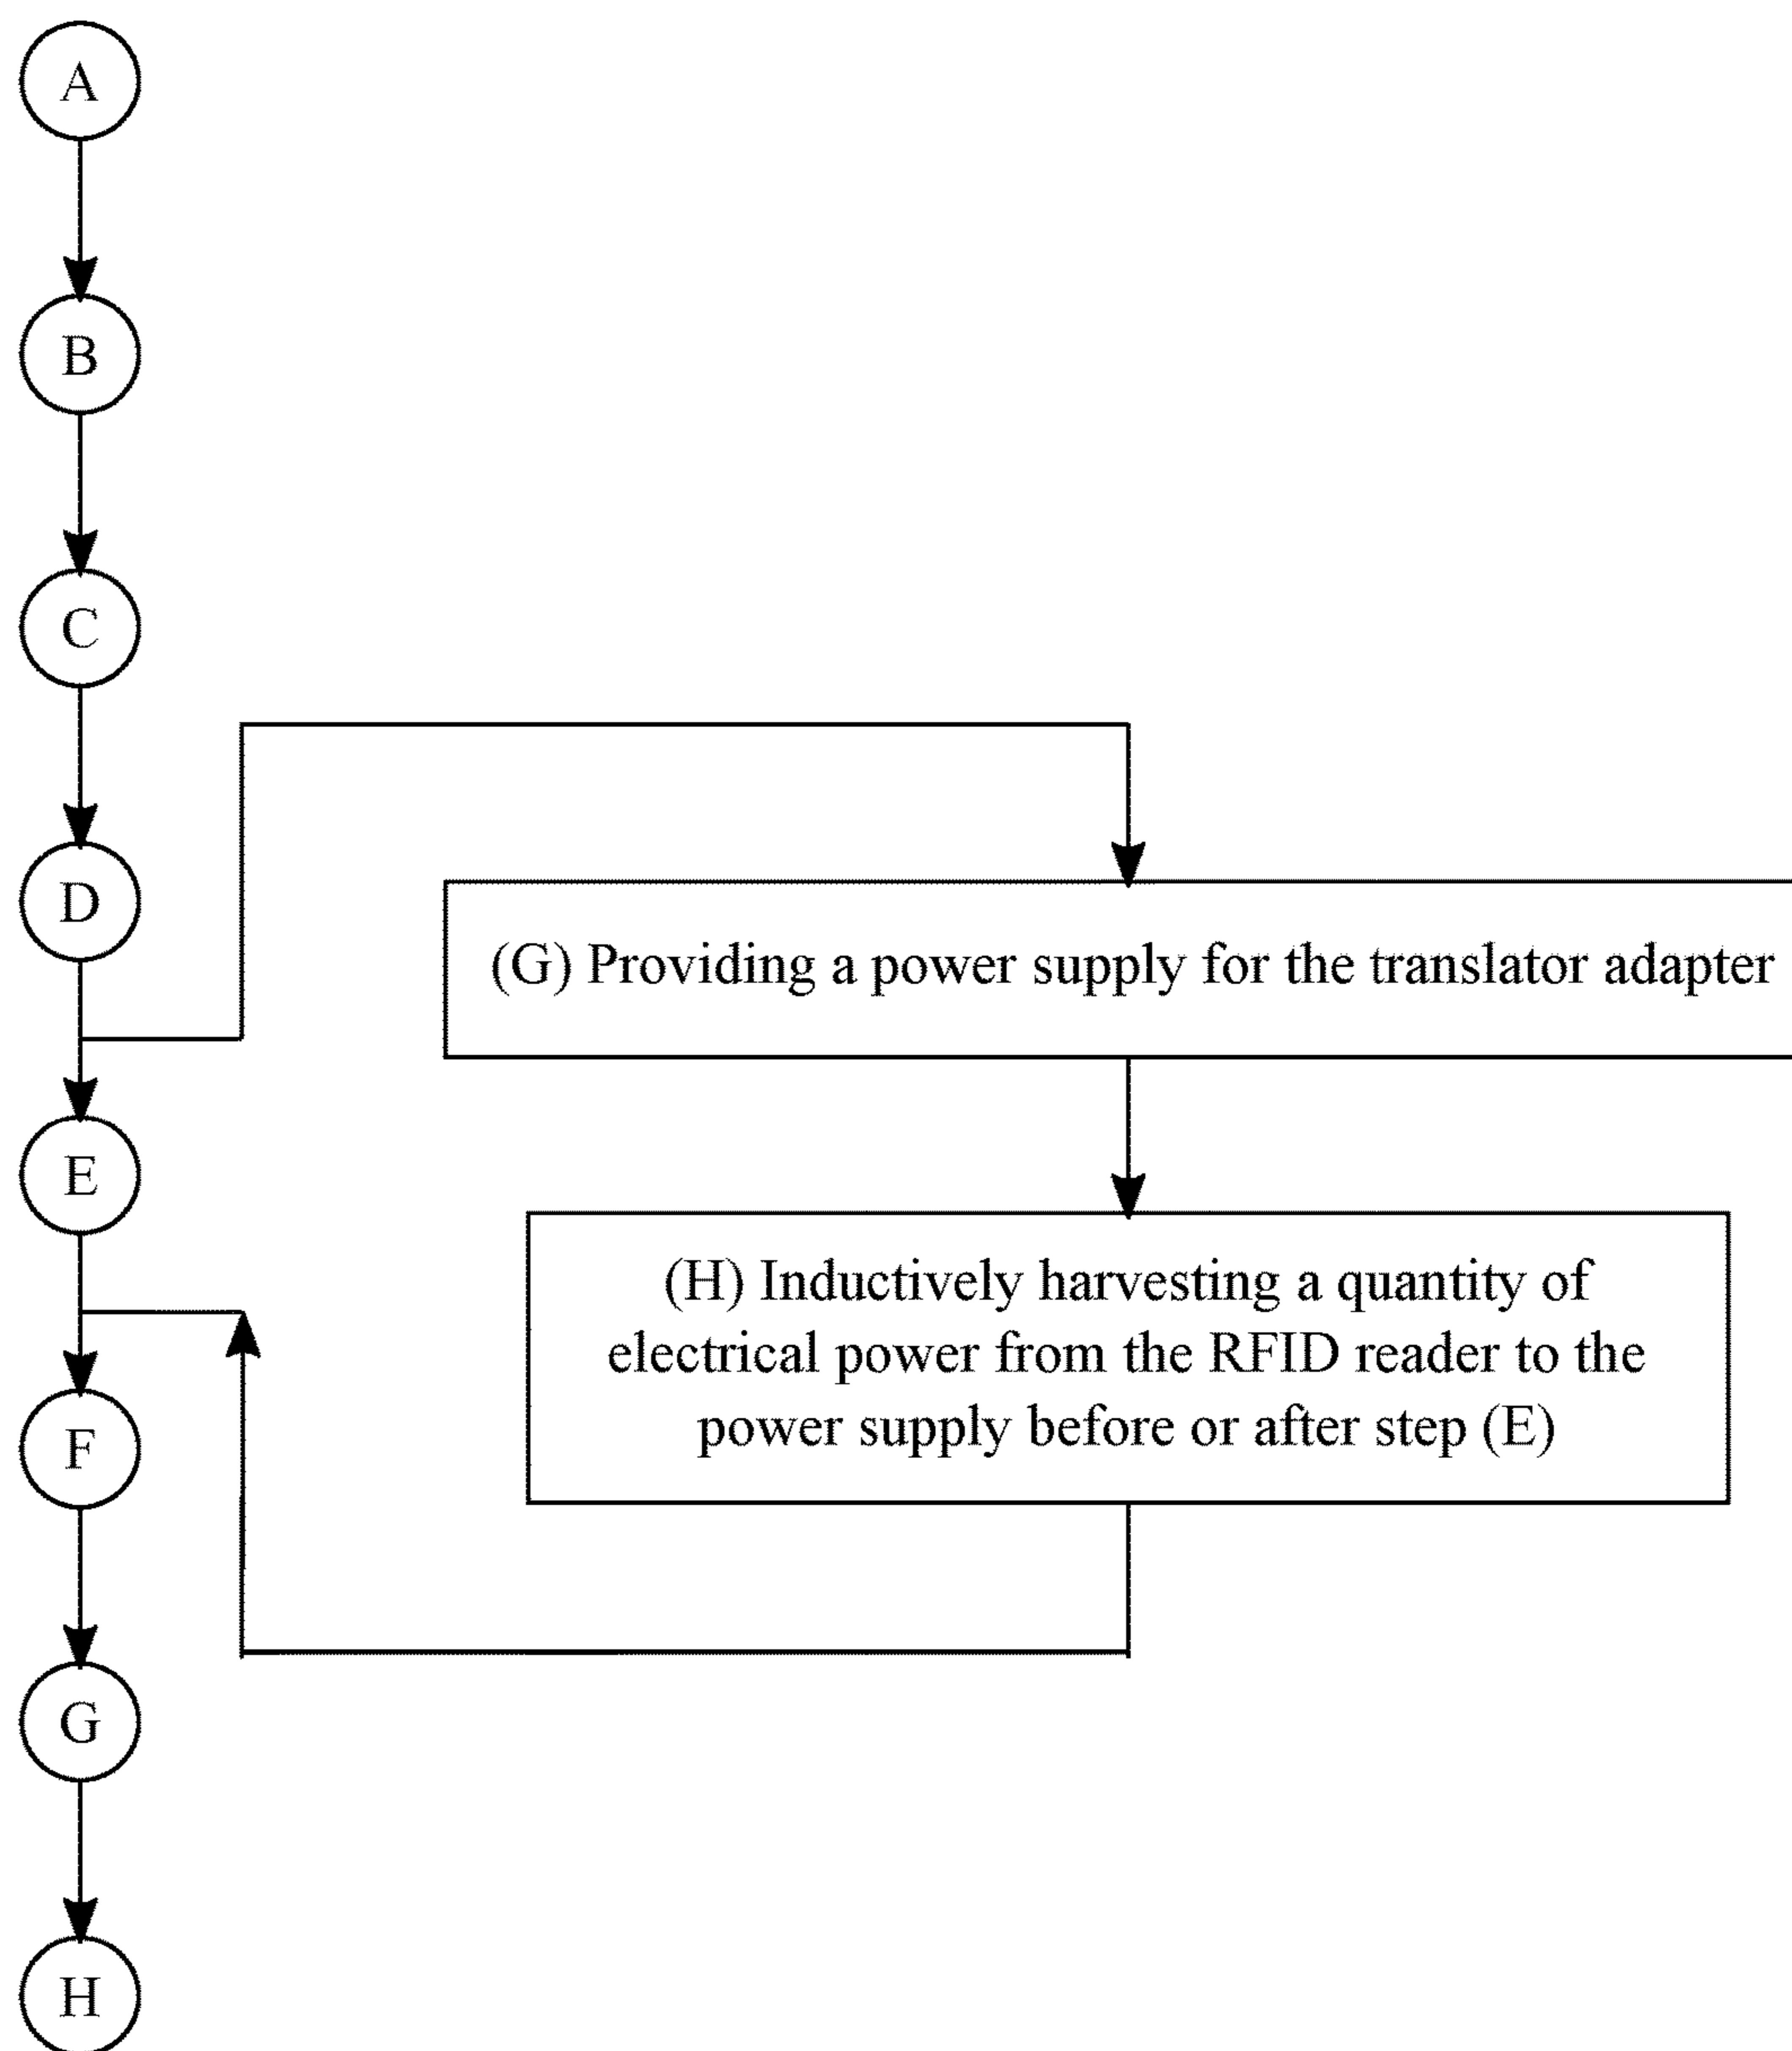 A
B
C
D
(G) Providing a power supply for the translator adapter
E
(H) Inductively harvesting a quantity of
electrical power from the RFID reader to the
power supply before or after step (E)
F
G
H